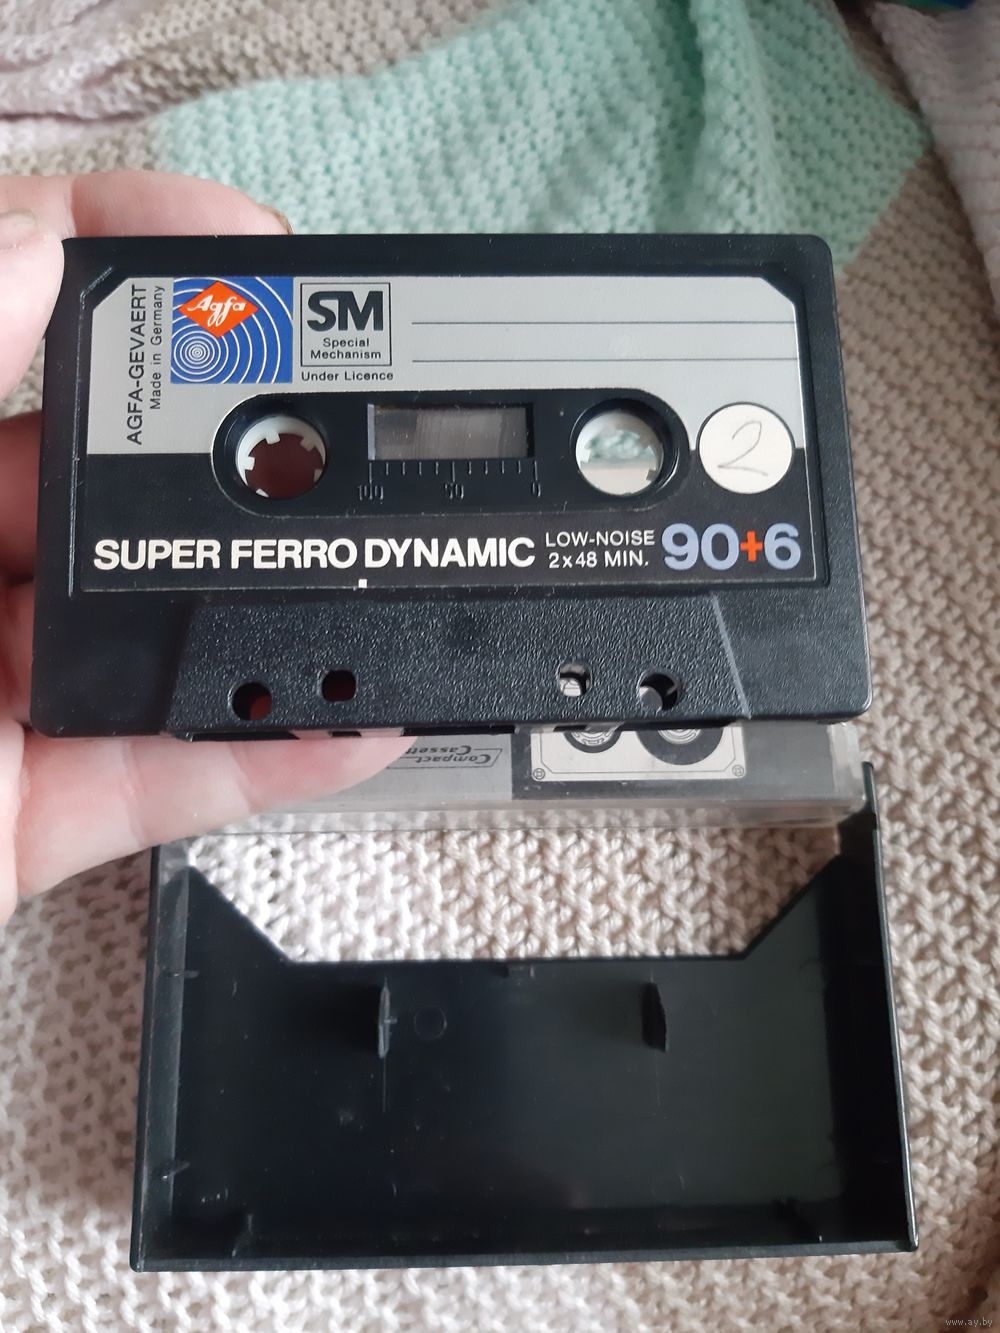 AGFA-GEVAERT
Made in Germany
Agfa
SM
Special
Mechanism
Under Licence
100 50 0
2
SUPER FERRO DYNAMIC
LOW-NOISE
2x48 MIN.
90+6
Compact
Cassette
www.ay.by